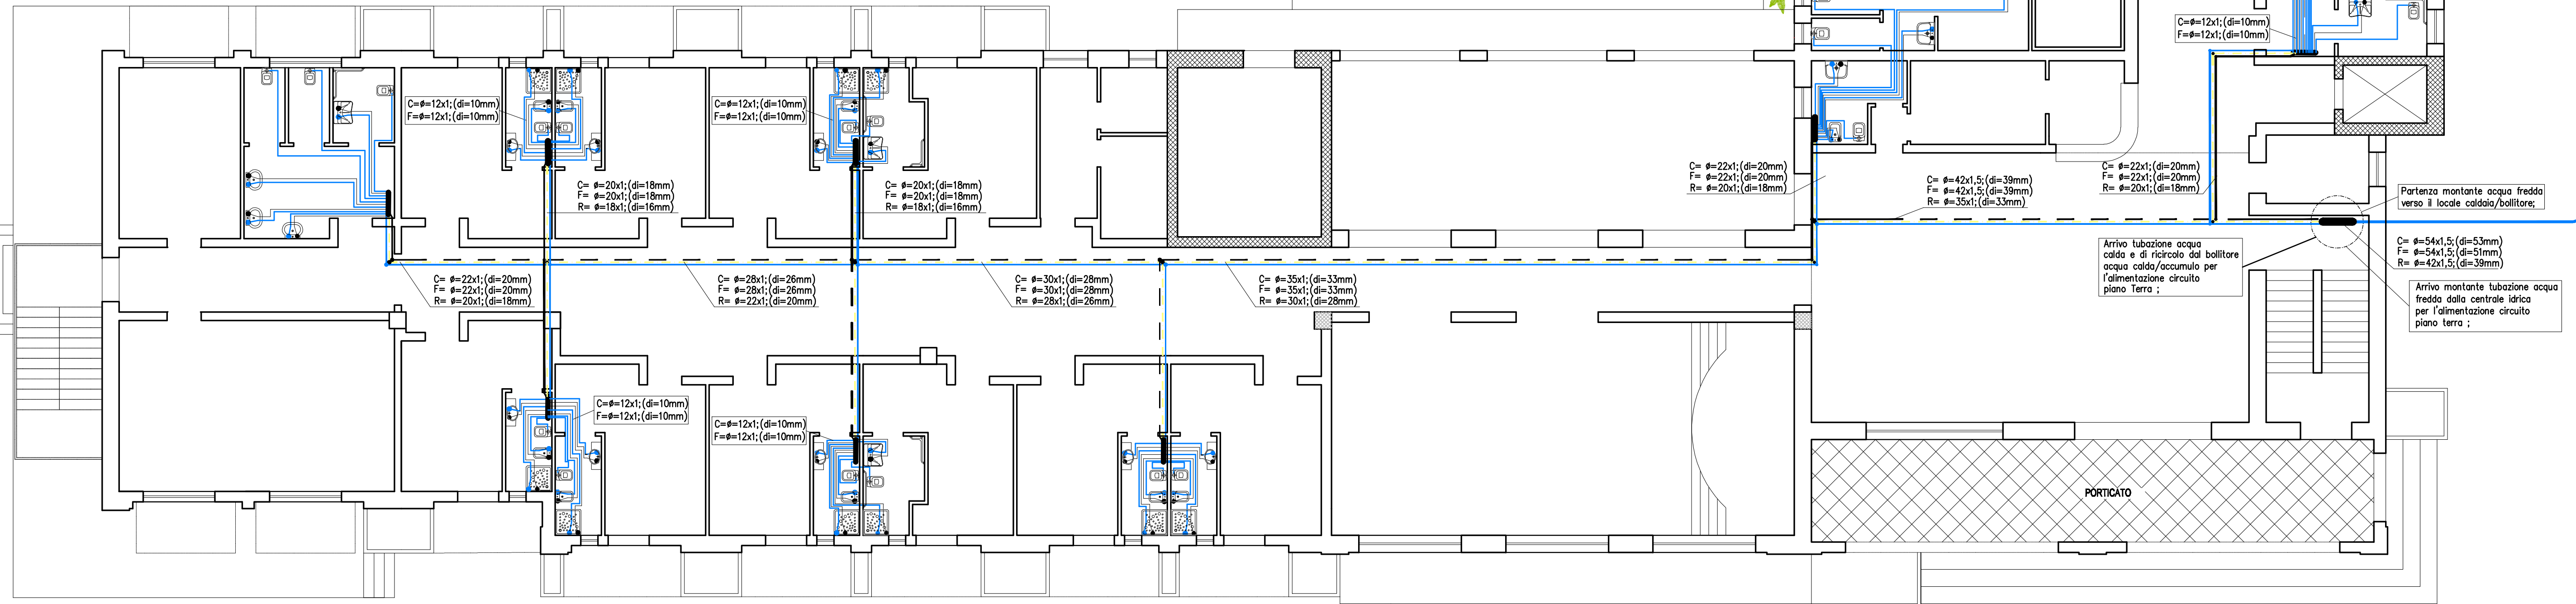 C=ø=12x1;(di=10mm)
F=ø=12x1;(di=10mm)
C=ø=12x1;(di=10mm)
F=ø=12x1;(di=10mm)
C=ø=12x1;(di=10mm)
F=ø=12x1;(di=10mm)
C= ø=20x1;(di=18mm)
F= ø=20x1;(di=18mm)
R= ø=18x1;(di=16mm)
C= ø=20x1;(di=18mm)
F= ø=20x1;(di=18mm)
R= ø=18x1;(di=16mm)
C= ø=22x1;(di=20mm)
F= ø=22x1;(di=20mm)
R= ø=20x1;(di=18mm)
C= ø=42x1,5;(di=39mm)
F= ø=42x1,5;(di=39mm)
R= ø=35x1;(di=33mm)
C= ø=22x1;(di=20mm)
F= ø=22x1;(di=20mm)
R= ø=20x1;(di=18mm)
Partenza montante acqua fredda
verso il locale caldaia/bollitore;
C= ø=22x1;(di=20mm)
F= ø=22x1;(di=20mm)
R= ø=20x1;(di=18mm)
C= ø=28x1;(di=26mm)
F= ø=28x1;(di=26mm)
R= ø=22x1;(di=20mm)
C= ø=30x1;(di=28mm)
F= ø=30x1;(di=28mm)
R= ø=28x1;(di=26mm)
C= ø=35x1;(di=33mm)
F= ø=35x1;(di=33mm)
R= ø=30x1;(di=28mm)
Arrivo tubazione acqua
calda e di ricircolo dal bollitore
acqua calda/accumulo per
l'alimentazione circuito
piano Terra ;
C= ø=54x1,5;(di=53mm)
F= ø=54x1,5;(di=51mm)
R= ø=42x1,5;(di=39mm)
Arrivo montante tubazione acqua
fredda dalla centrale idrica
per l'alimentazione circuito
piano terra ;
C=ø=12x1;(di=10mm)
F=ø=12x1;(di=10mm)
C=ø=12x1;(di=10mm)
F=ø=12x1;(di=10mm)
PORTICATO